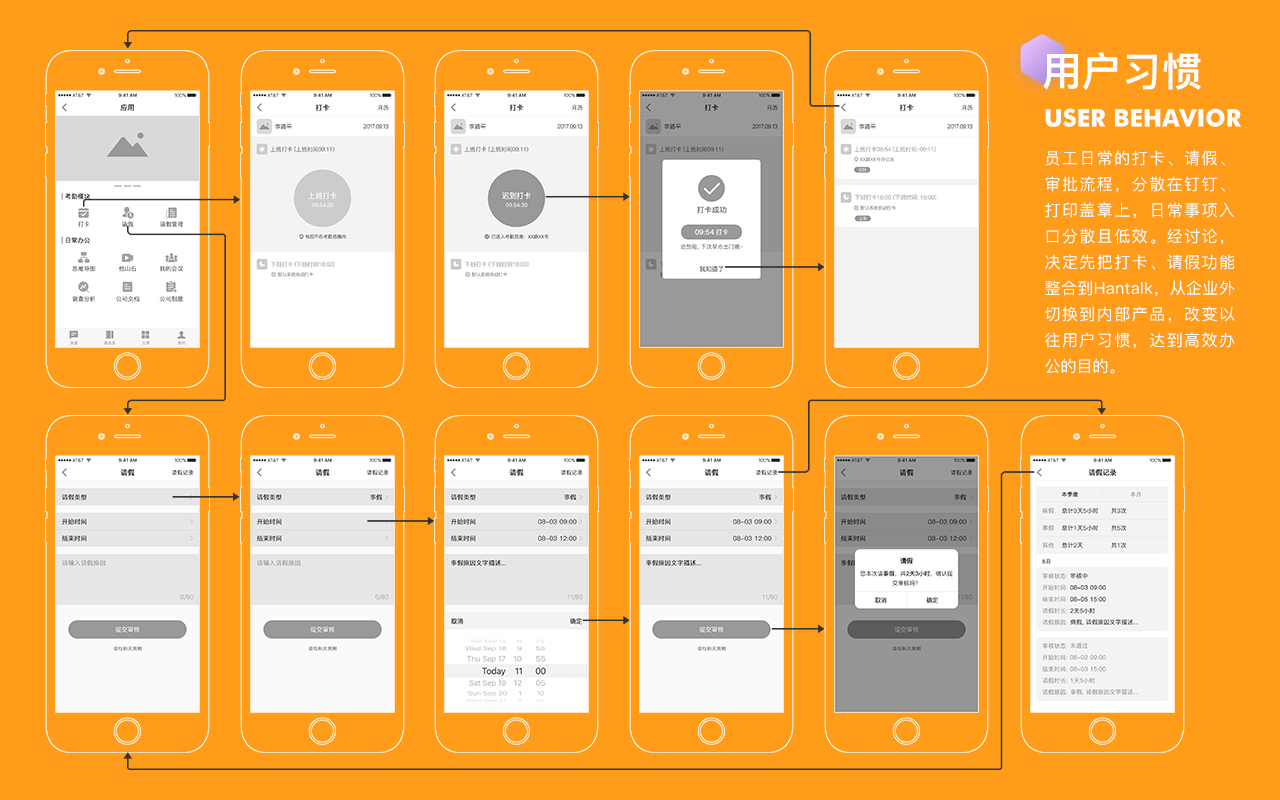 用户习惯
USER BEHAVIOR
员工日常的打卡、请假、
审批流程，分散在钉钉、
打印盖章上，日常事项入
口分散且低效。经讨论，
决定先把打卡、请假功能
整合到Hantalk，从企业外
切换到内部产品，改变以
往用户习惯，达到高效办
公的目的。
AT&T 9:41 AM 100%
应用
考勤模块
打卡 请假 请假管理
日常办公
思维导图 他山石 我的会议
调查分析 公司文档 公司制度
AT&T 9:41 AM 100%
打卡 月历
李路平 2017.09.13
上班打卡 (上班时间09:11)
上班打卡
09:54:30
当前不在考勤范围内
下班打卡 (下班时间18:00)
默认系统自动打卡
AT&T 9:41 AM 100%
打卡 月历
李路平 2017.09.13
上班打卡 (上班时间09:11)
迟到打卡
09:54:30
已进入考勤范围：XX路XX号
下班打卡 (下班时间18:00)
默认系统自动打卡
AT&T 9:41 AM 100%
打卡 月历
李路平 2017.09.13
上班打卡 (上班时间09:11)
打卡成功
09:54 打卡
迟到啦，下次早点出门哦~
我知道了
AT&T 9:41 AM 100%
打卡 月历
李路平 2017.09.13
上班打卡08:54 (上班时间: 09:11)
XX路XX号办公区
下班打卡18:00 (下班时间: 18:00)
默认系统自动打卡
AT&T 9:41 AM 100%
请假 请假记录
请假类型
开始时间
结束时间
请输入请假原因
0/80
提交审核
AT&T 9:41 AM 100%
请假 请假记录
请假类型 事假
开始时间
结束时间
请输入请假原因
0/80
提交审核
AT&T 9:41 AM 100%
请假 请假记录
请假类型 事假
开始时间 08-03 09:00
结束时间 08-03 12:00
事假原因文字描述...
11/80
取消 确定
Wed Sep 16 9 50
Thu Sep 17 10 55
Today 11 00
Sat Sep 19 12 05
Sun Sep 20 1 10
AT&T 9:41 AM 100%
请假 请假记录
请假类型 事假
开始时间 08-03 09:00
结束时间 08-03 12:00
事假原因文字描述...
11/80
提交审核
AT&T 9:41 AM 100%
请假 请假记录
请假类型 事假
开始时间 08-03 09:00
结束时间 08-03 12:00
请假
您本次请事假，共2天3小时，确认提
交审核吗？
取消 确定
11/80
提交审核
AT&T 9:41 AM 100%
请假记录
本季度 本月
病假 总计3天5小时 共3次
事假 总计1天5小时 共5次
其他 总计2天 共1次
8月
审核状态: 审核中
开始时间: 08-03 09:00
结束时间: 08-05 15:00
请假时长: 2天5小时
请假原因: 病假, 请假原因文字描述...
审核状态: 未通过
开始时间: 08-02 09:00
结束时间: 08-03 15:00
请假时长: 1天5小时
请假原因: 事假, 请假原因文字描述...